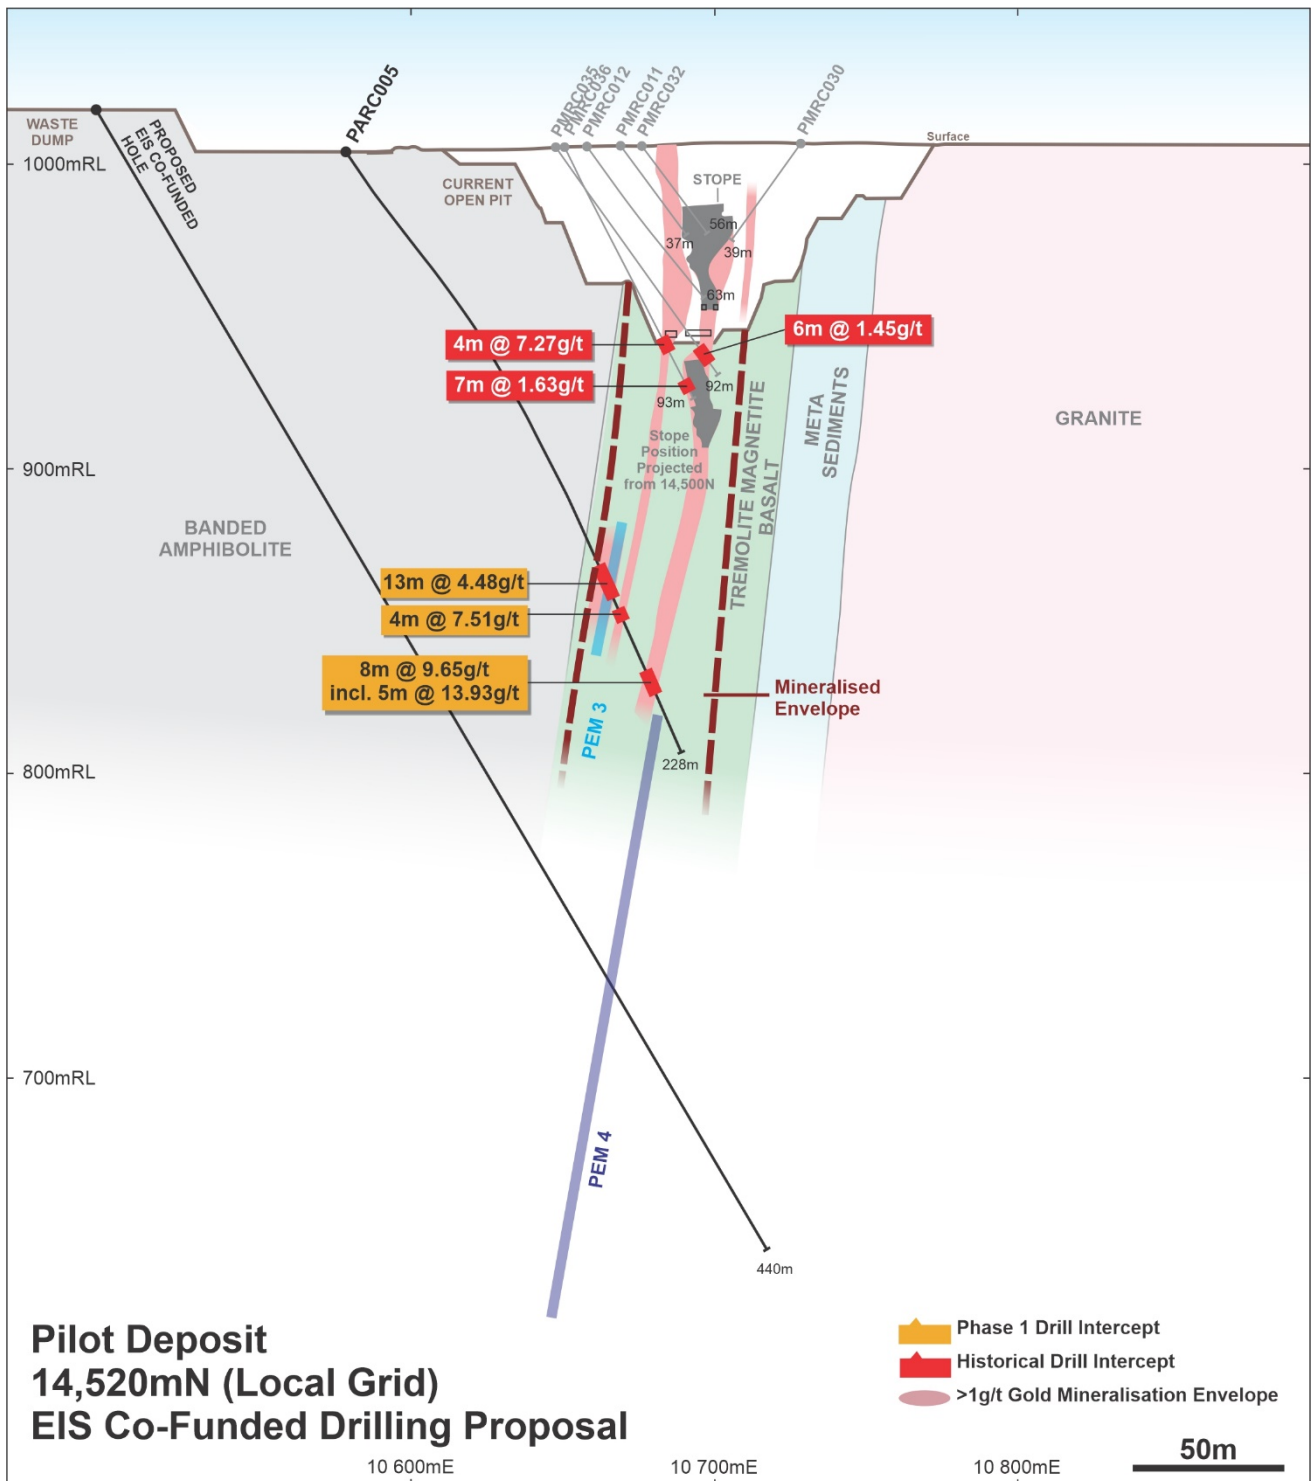 PARC005
PMRC035
PMRC036
PMRC012
PMRC011
PMRC032
PMRC030
WASTE
DUMP
PROPOSED
EIS CO-FUNDED
HOLE
Surface
1000mRL
CURRENT
OPEN PIT
STOPE
56m
37m
39m
63m
4m @ 7.27g/t
6m @ 1.45g/t
7m @ 1.63g/t
92m
93m
Stope
Position
Projected
from 14,500N
TREMOLITE MAGNETITE
BASALT
META
SEDIMENTS
GRANITE
900mRL
BANDED
AMPHIBOLITE
13m @ 4.48g/t
4m @ 7.51g/t
8m @ 9.65g/t
incl. 5m @ 13.93g/t
Mineralised
Envelope
PEM 3
228m
800mRL
700mRL
PEM 4
440m
Pilot Deposit
14,520mN (Local Grid)
EIS Co-Funded Drilling Proposal
Phase 1 Drill Intercept
Historical Drill Intercept
>1g/t Gold Mineralisation Envelope
50m
10 600mE
10 700mE
10 800mE